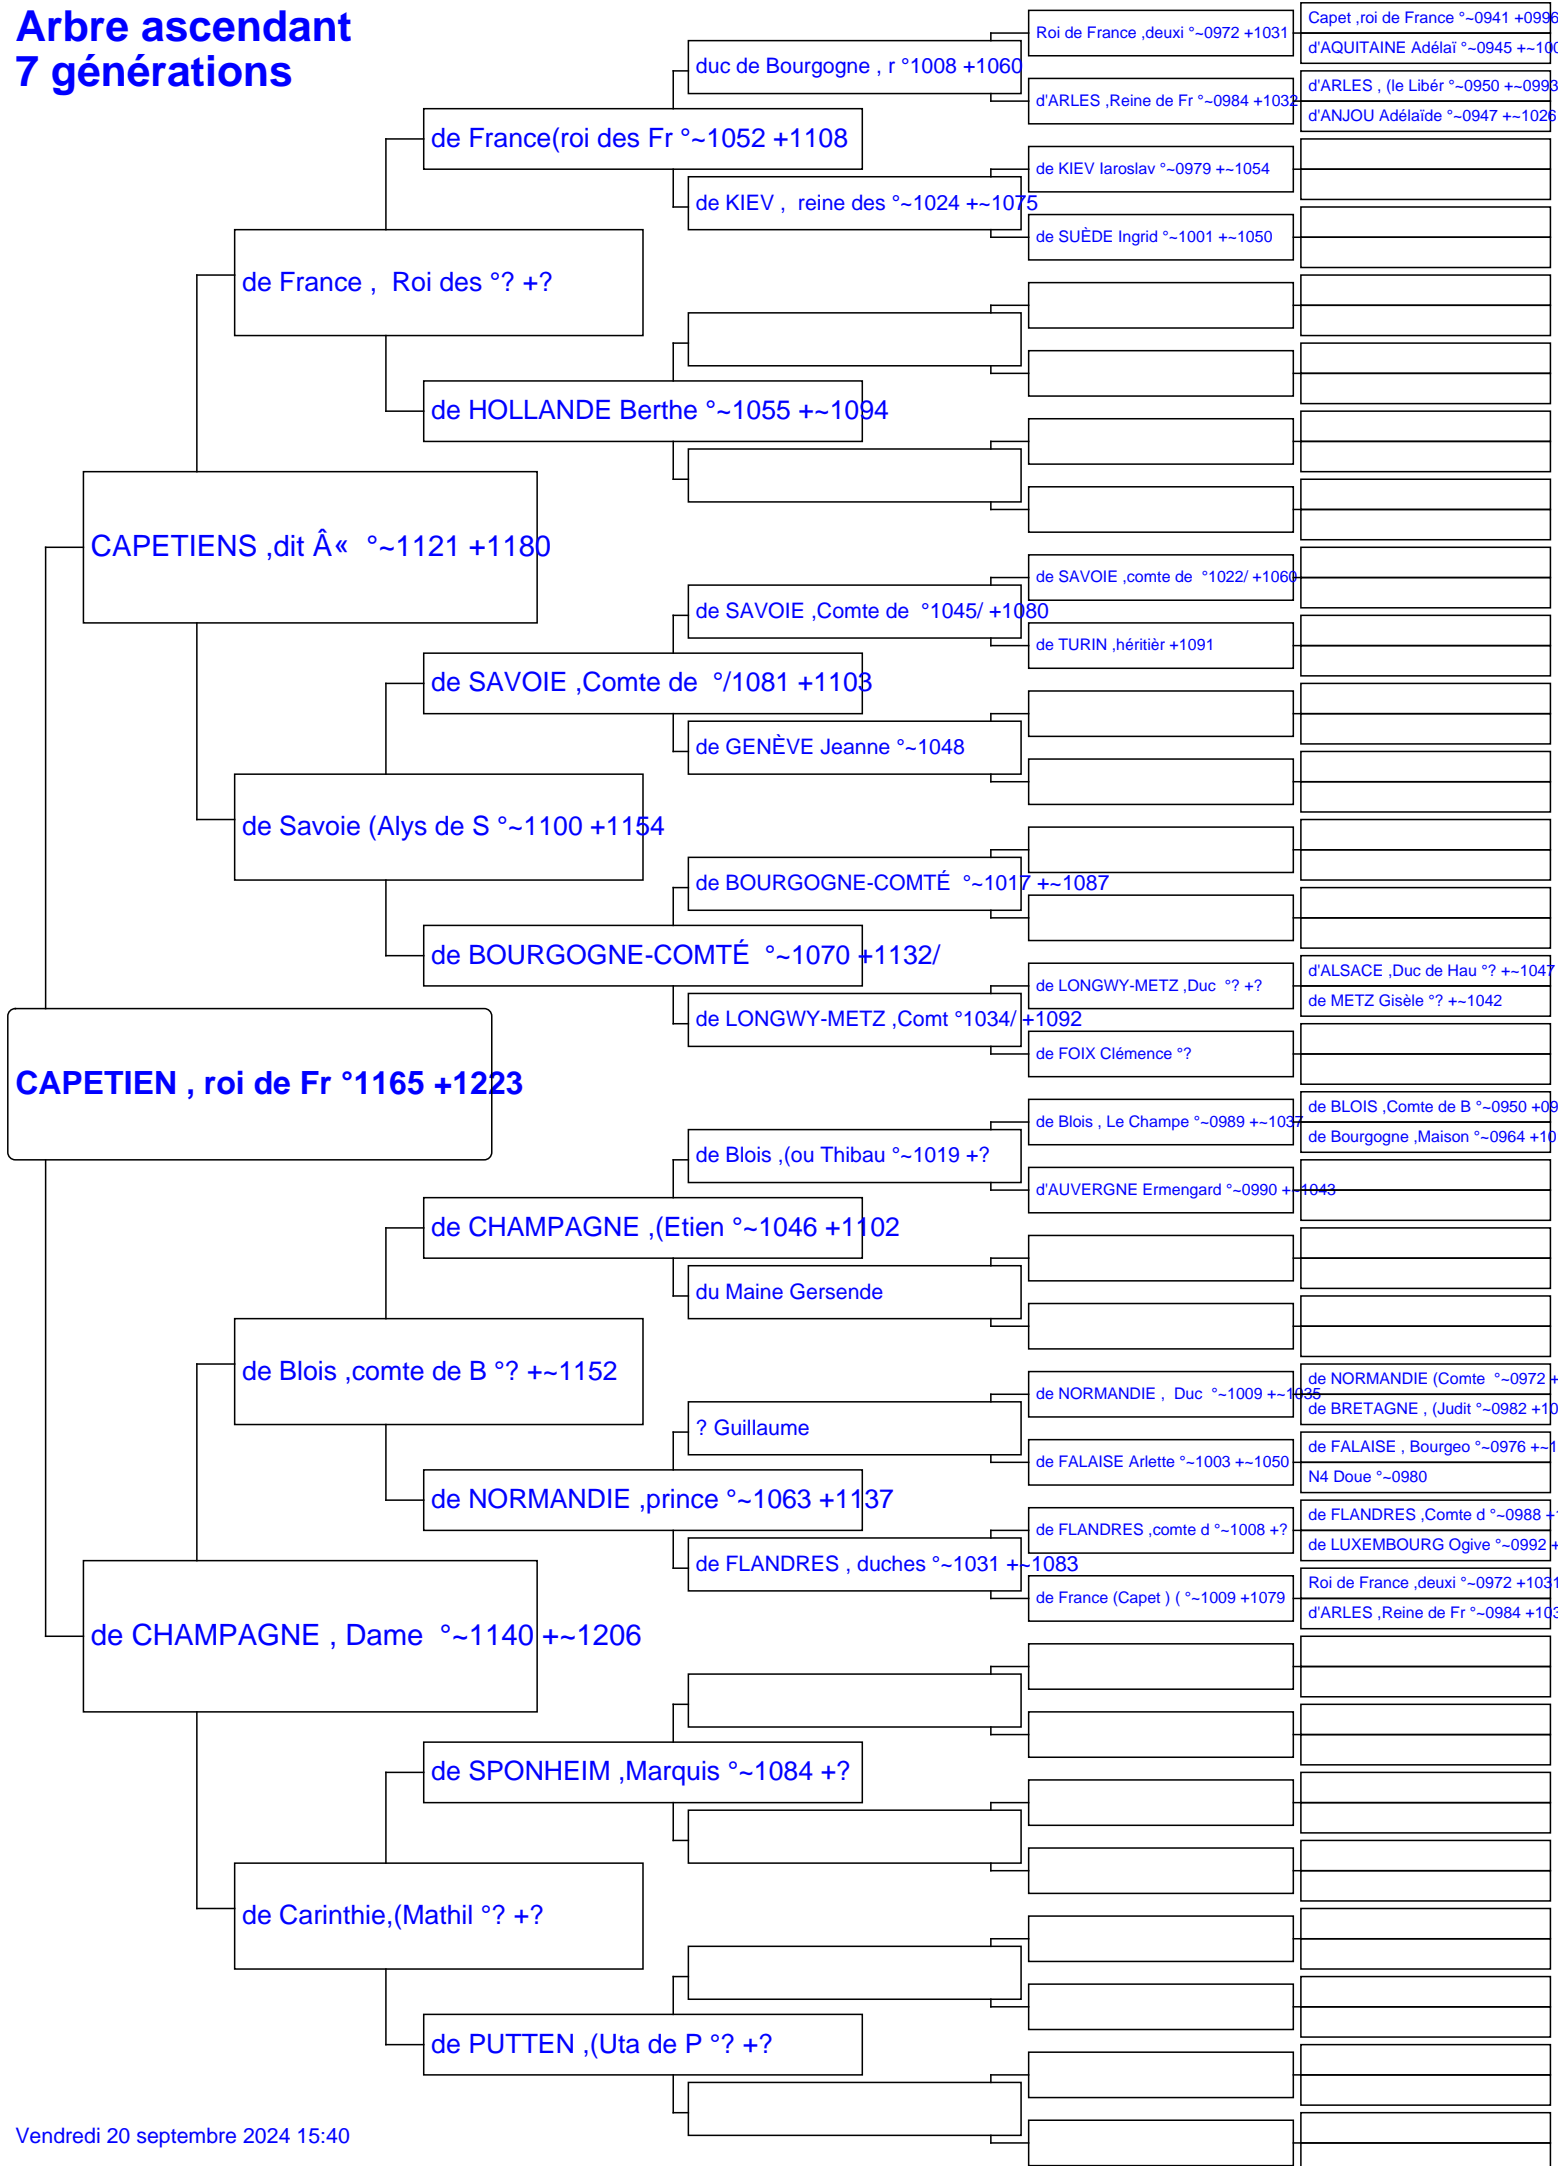 Arbre ascendant
7 générations
Capet ,roi de France °~0941 +0996
Roi de France ,deuxi °~0972 +1031
d'AQUITAINE Adélaï °~0945 +~100
duc de Bourgogne , r °1008 +1060
d'ARLES , (le Libér °~0950 +~0993
d'ARLES ,Reine de Fr °~0984 +1032
d'ANJOU Adélaïde °~0947 +~1026
de France(roi des Fr °~1052 +1108
de KIEV Iaroslav °~0979 +~1054
de KIEV ,  reine des °~1024 +~1075
de SUÈDE Ingrid °~1001 +~1050
de France ,  Roi des °? +?
de HOLLANDE Berthe °~1055 +~1094
CAPETIENS ,dit Â«  °~1121 +1180
de SAVOIE ,comte de  °1022/ +1060
de SAVOIE ,Comte de  °1045/ +1080
de TURIN ,héritièr +1091
de SAVOIE ,Comte de  °/1081 +1103
de GENÈVE Jeanne °~1048
de Savoie (Alys de S °~1100 +1154
de BOURGOGNE-COMTÉ  °~1017 +~1087
de BOURGOGNE-COMTÉ  °~1070 +1132/
d'ALSACE ,Duc de Hau °? +~1047
de LONGWY-METZ ,Duc  °? +?
de METZ Gisèle °? +~1042
de LONGWY-METZ ,Comt °1034/ +1092
de FOIX Clémence °?
CAPETIEN , roi de Fr °1165 +1223
de BLOIS ,Comte de B °~0950 +09
de Blois , Le Champe °~0989 +~1037
de Bourgogne ,Maison °~0964 +10
de Blois ,(ou Thibau °~1019 +?
d'AUVERGNE Ermengard °~0990 +~1043
de CHAMPAGNE ,(Etien °~1046 +1102
du Maine Gersende
de Blois ,comte de B °? +~1152
de NORMANDIE (Comte  °~0972 +
de NORMANDIE ,  Duc  °~1009 +~1035
de BRETAGNE , (Judit °~0982 +10
? Guillaume
de FALAISE , Bourgeo °~0976 +~1
de FALAISE Arlette °~1003 +~1050
N4 Doue °~0980
de NORMANDIE ,prince °~1063 +1137
de FLANDRES ,Comte d °~0988 +1
de FLANDRES ,comte d °~1008 +?
de LUXEMBOURG Ogive °~0992 +
de FLANDRES , duches °~1031 +~1083
Roi de France ,deuxi °~0972 +1031
de France (Capet ) ( °~1009 +1079
d'ARLES ,Reine de Fr °~0984 +103
de CHAMPAGNE , Dame  °~1140 +~1206
de SPONHEIM ,Marquis °~1084 +?
de Carinthie,(Mathil °? +?
de PUTTEN ,(Uta de P °? +?
Vendredi 20 septembre 2024 15:40